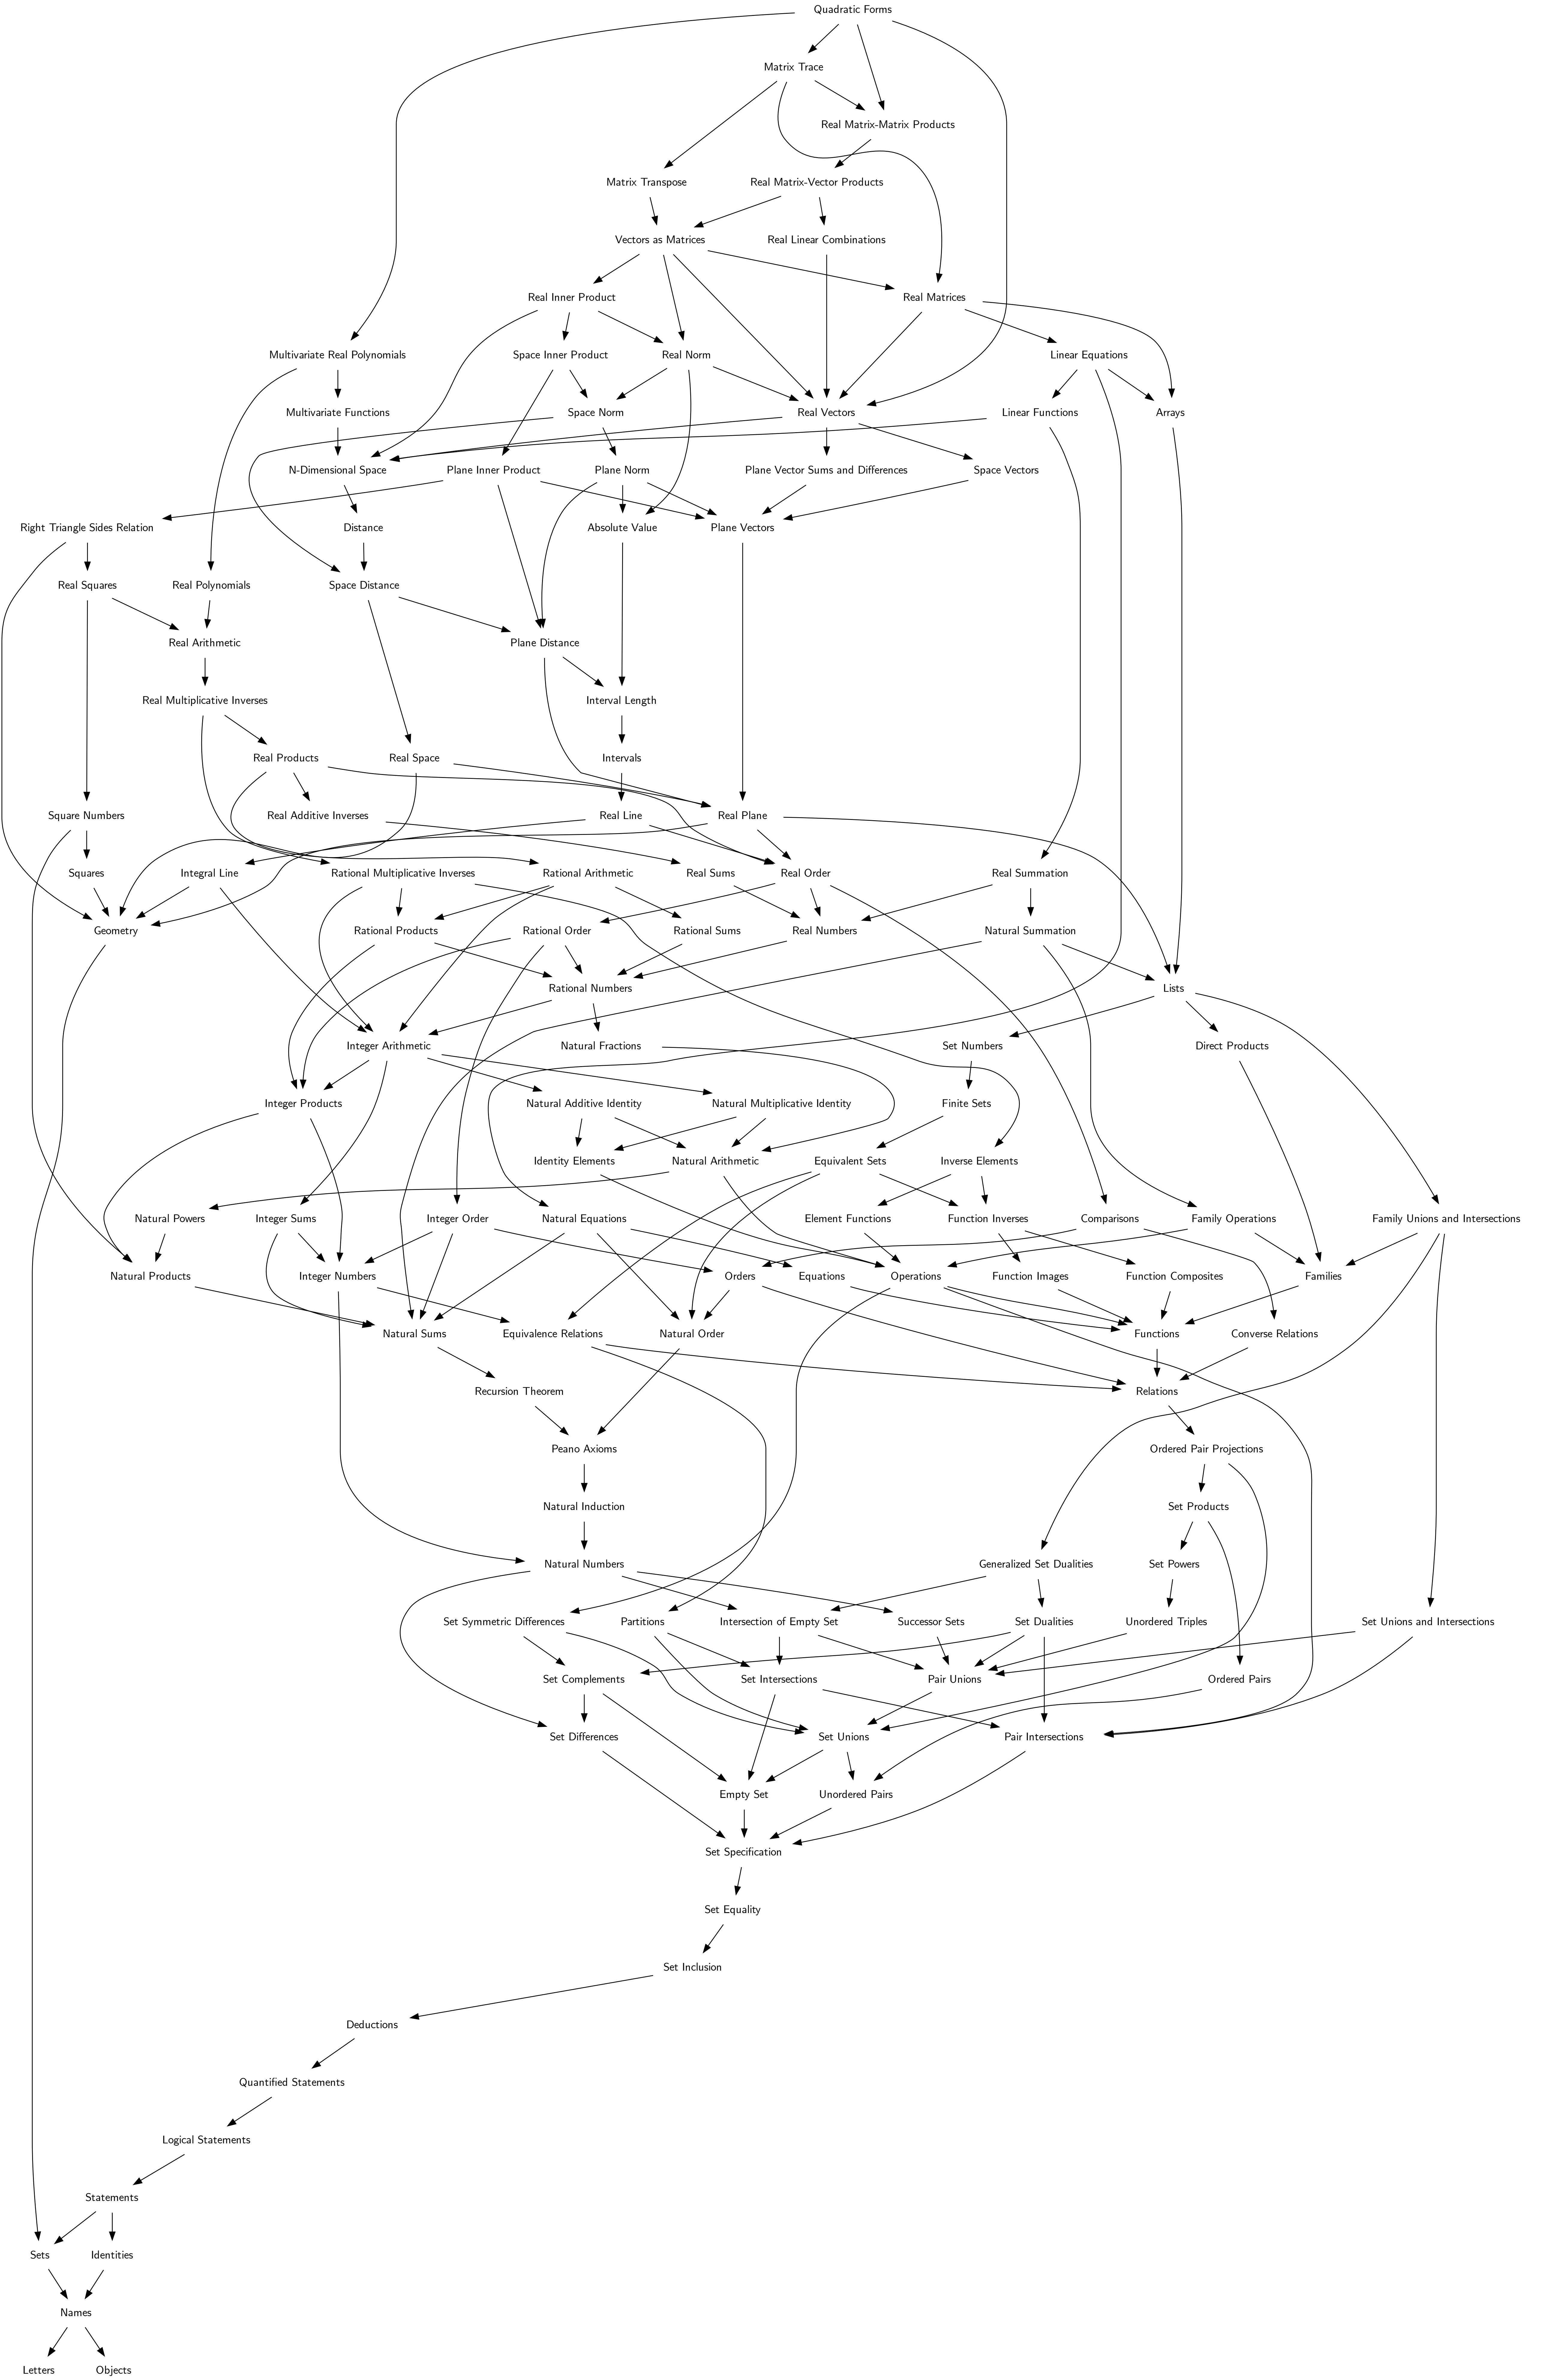 Quadratic Forms
Matrix Trace
Real Matrix-Matrix Products
Matrix Transpose
Real Matrix-Vector Products
Vectors as Matrices
Real Linear Combinations
Real Inner Product
Real Matrices
Multivariate Real Polynomials
Space Inner Product
Real Norm
Linear Equations
Multivariate Functions
Space Norm
Real Vectors
Linear Functions
Arrays
N-Dimensional Space
Plane Inner Product
Plane Norm
Plane Vector Sums and Differences
Space Vectors
Right Triangle Sides Relation
Distance
Absolute Value
Plane Vectors
Real Squares
Real Polynomials
Space Distance
Real Arithmetic
Plane Distance
Real Multiplicative Inverses
Interval Length
Real Products
Real Space
Intervals
Square Numbers
Real Additive Inverses
Real Line
Real Plane
Squares
Integral Line
Rational Multiplicative Inverses
Rational Arithmetic
Real Sums
Real Order
Real Summation
Geometry
Rational Products
Rational Order
Rational Sums
Real Numbers
Natural Summation
Rational Numbers
Lists
Integer Arithmetic
Natural Fractions
Set Numbers
Direct Products
Integer Products
Natural Additive Identity
Natural Multiplicative Identity
Finite Sets
Identity Elements
Natural Arithmetic
Equivalent Sets
Inverse Elements
Natural Powers
Integer Sums
Integer Order
Natural Equations
Element Functions
Function Inverses
Comparisons
Family Operations
Family Unions and Intersections
Natural Products
Integer Numbers
Orders
Equations
Operations
Function Images
Function Composites
Families
Natural Sums
Equivalence Relations
Natural Order
Functions
Converse Relations
Recursion Theorem
Relations
Peano Axioms
Ordered Pair Projections
Natural Induction
Set Products
Natural Numbers
Generalized Set Dualities
Set Powers
Set Symmetric Differences
Partitions
Intersection of Empty Set
Successor Sets
Set Dualities
Unordered Triples
Set Unions and Intersections
Set Complements
Set Intersections
Pair Unions
Ordered Pairs
Set Differences
Set Unions
Pair Intersections
Empty Set
Unordered Pairs
Set Specification
Set Equality
Set Inclusion
Deductions
Quantified Statements
Logical Statements
Statements
Sets
Identities
Names
Letters
Objects